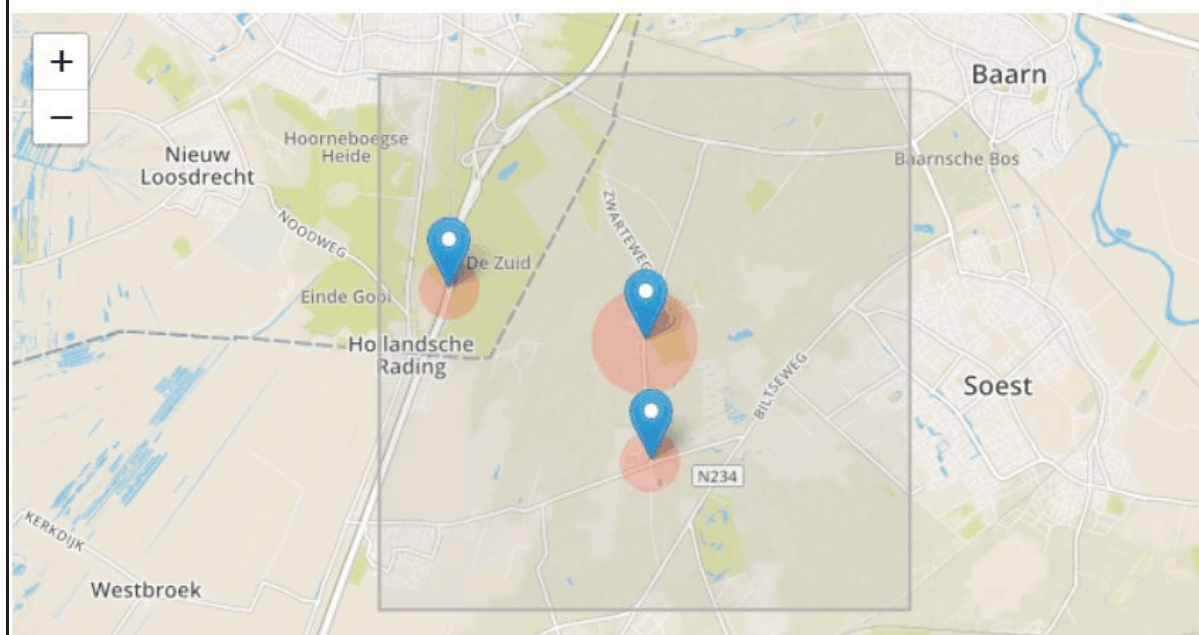 +
−
Baarn
Hoorneboegse
Heide
Nieuw
Loosdrecht
Baarnsche Bos
ZWARTEWEG
NOODWEG
De Zuid
Einde Gooi
Hollandsche
Rading
BILTSEWEG
Soest
N234
KERKDIJK
Westbroek